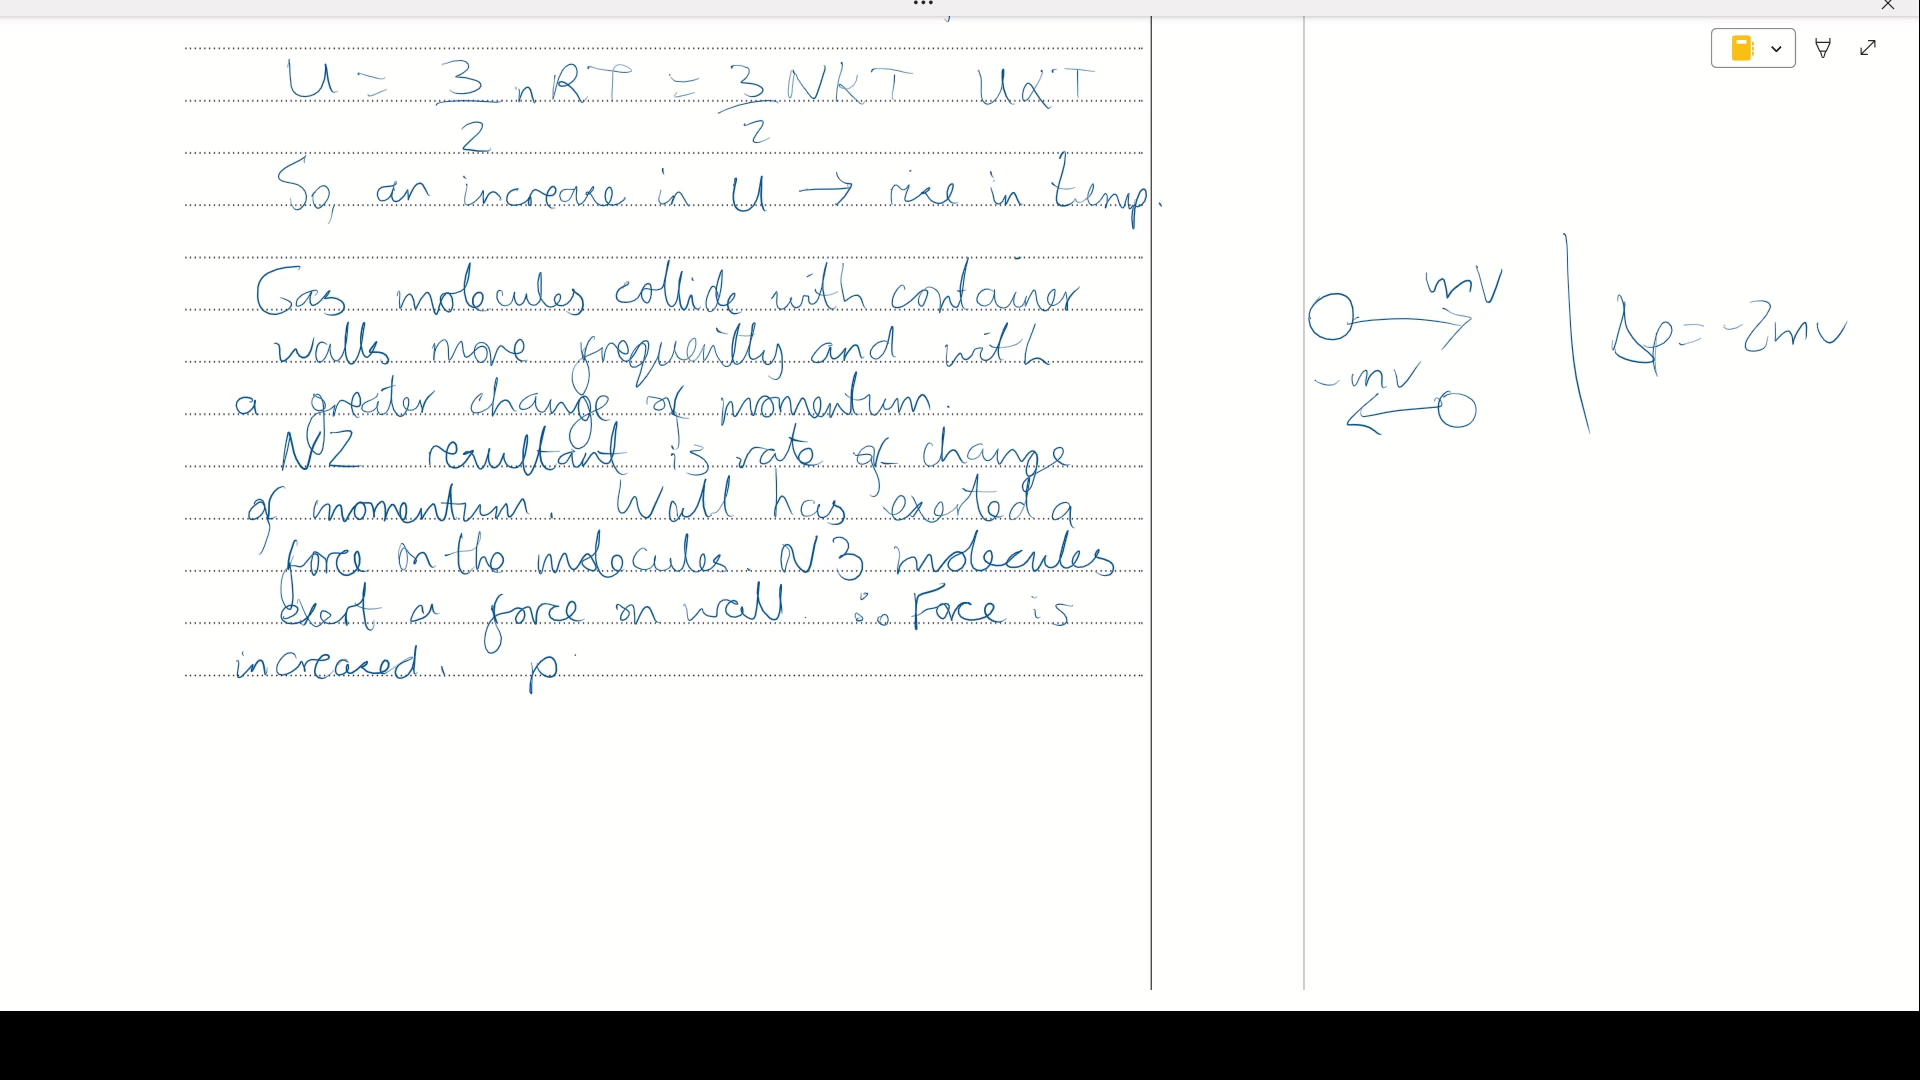 U = 3/2 nRT = 3/2 NkT U∝T
So, an increase in U → rise in temp.
Gas molecules collide with container
walls more frequently and with
a greater change of momentum.
N2 resultant is rate of change
of momentum. Wall has exerted a
force on the molecules. N3 molecules
exert a force on wall ∴ Force is
increased. p
mV
-mv
Δp = -2mv